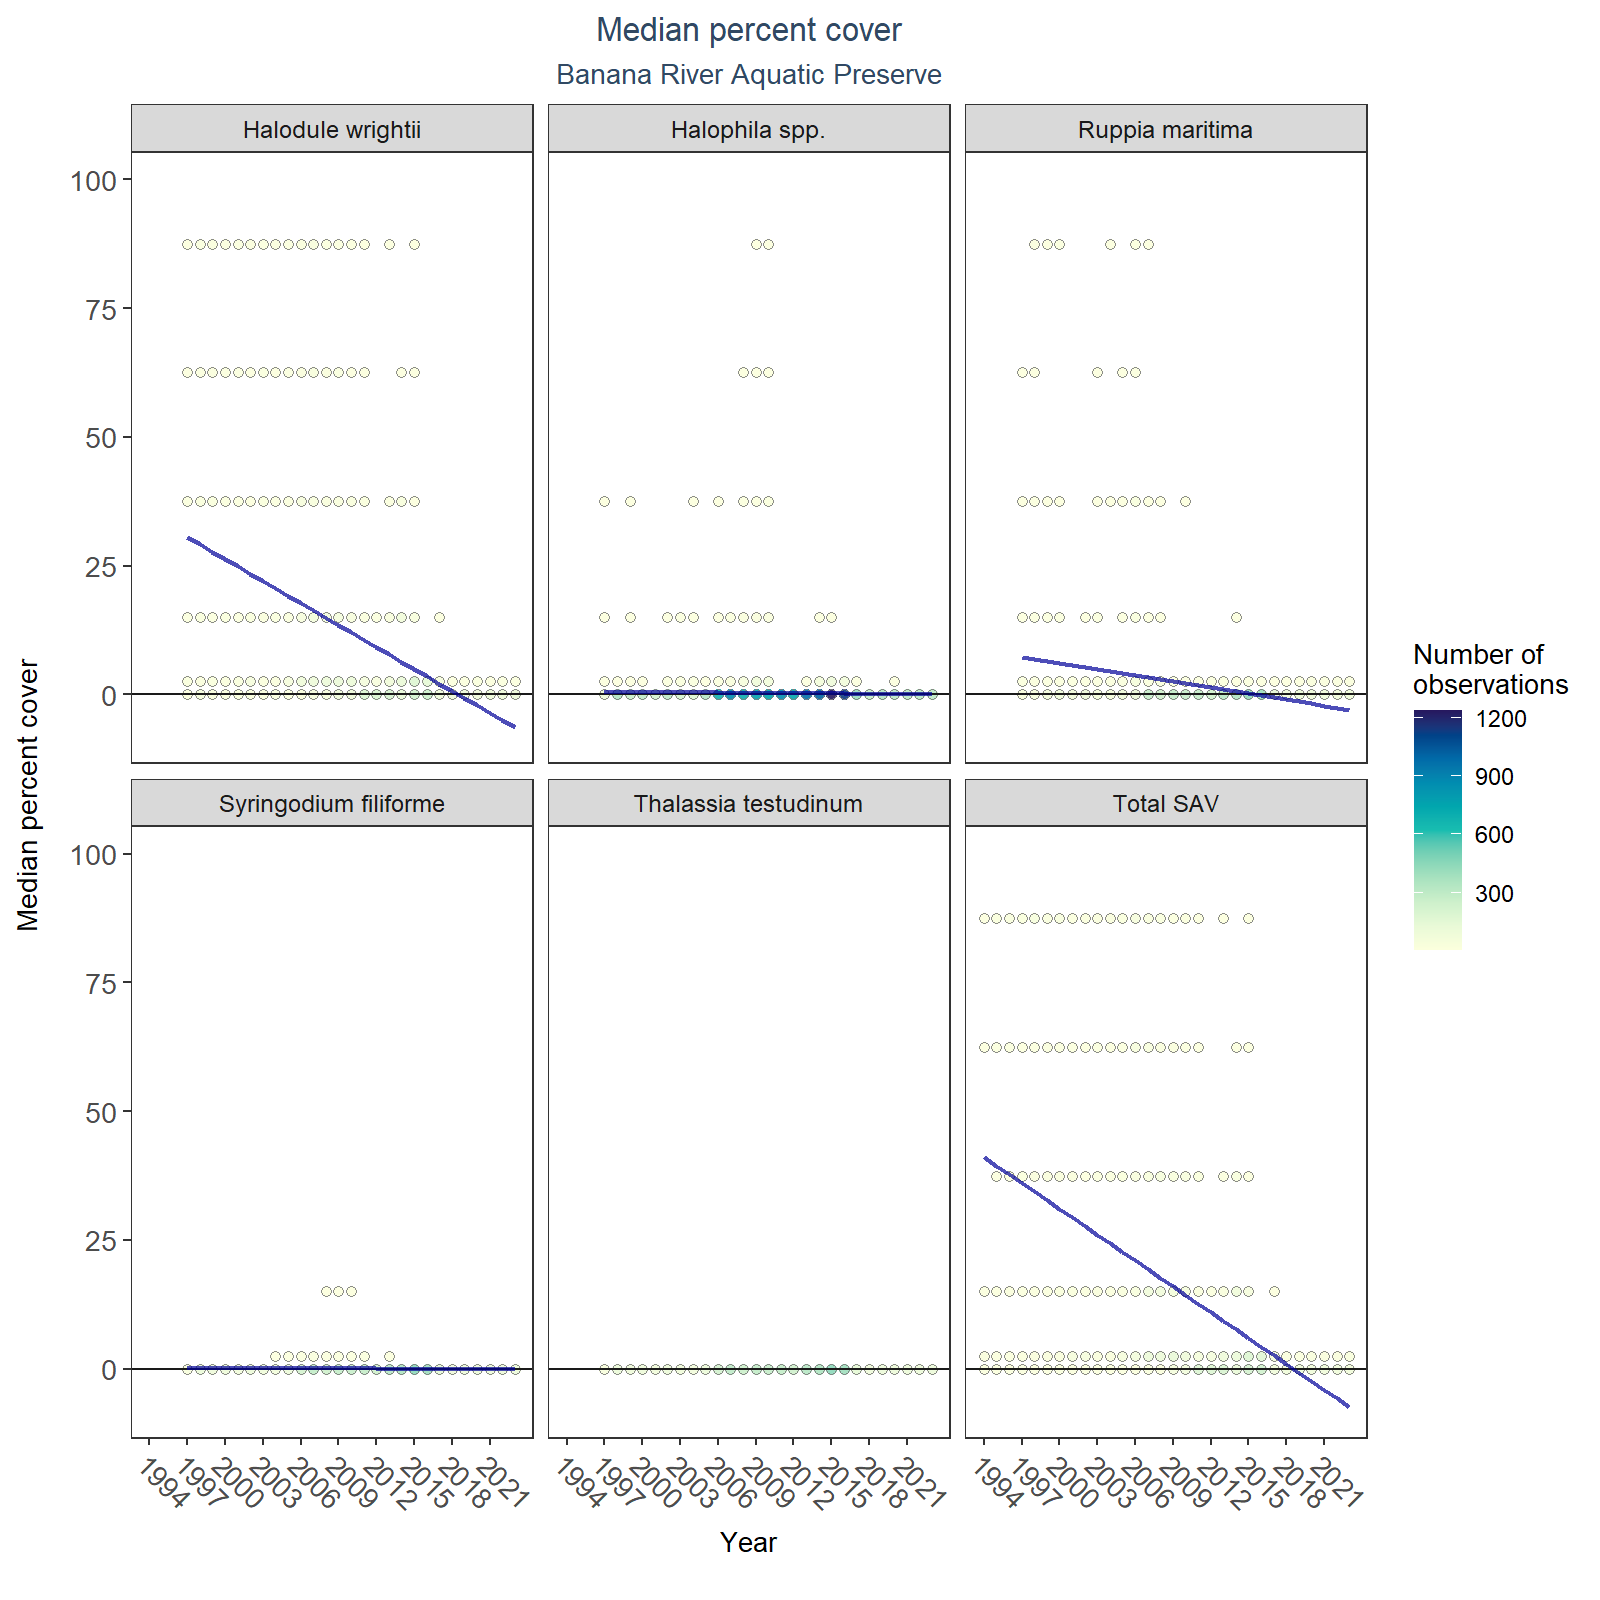 Median percent cover
Banana River Aquatic Preserve
Halodule wrightii
Halophila spp.
Ruppia maritima
100
75
50
25
0
Syringodium filiforme
Thalassia testudinum
Total SAV
100
75
50
25
0
Median percent cover
1994 1997 2000 2003 2006 2009 2012 2015 2018 2021
1994 1997 2000 2003 2006 2009 2012 2015 2018 2021
1994 1997 2000 2003 2006 2009 2012 2015 2018 2021
Year
Number of
observations
1200
900
600
300